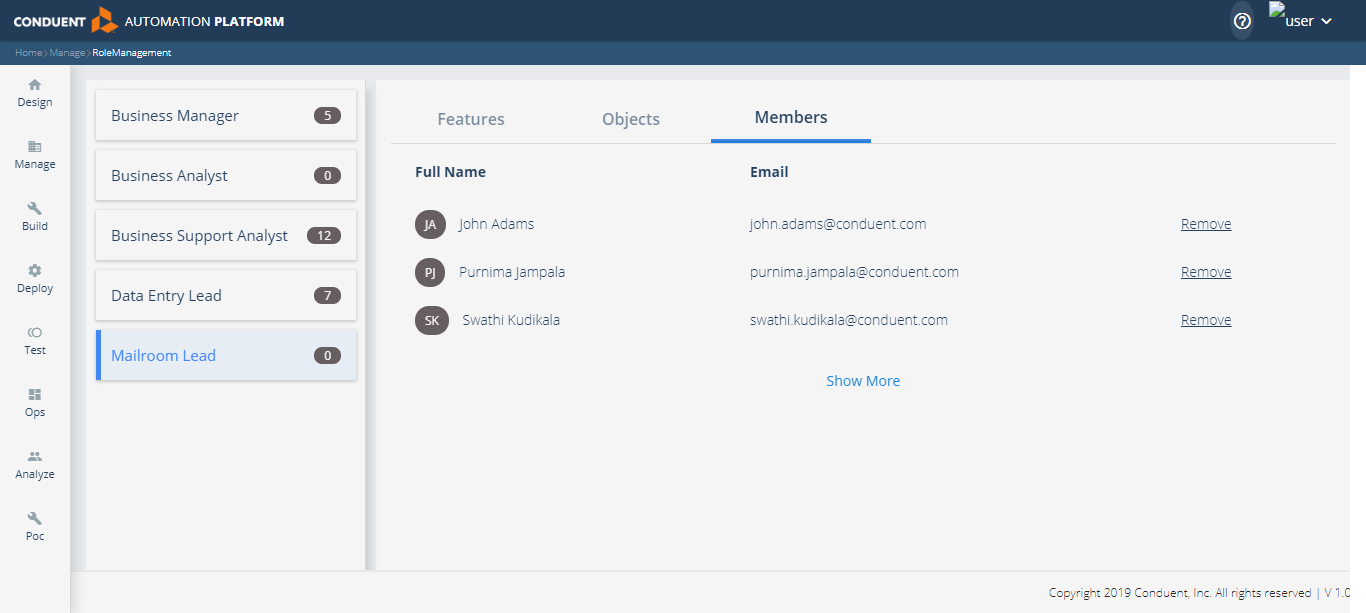 CONDUENT AUTOMATION PLATFORM
user
Home>Manage>RoleManagement
Design
Manage
Build
Deploy
Test
Ops
Analyze
Poc
Business Manager 5
Business Analyst 0
Business Support Analyst 12
Data Entry Lead 7
Mailroom Lead 0
Features Objects Members
Full Name Email
JA John Adams john.adams@conduent.com Remove
PJ Purnima Jampala purnima.jampala@conduent.com Remove
SK Swathi Kudikala swathi.kudikala@conduent.com Remove
Show More
Copyright 2019 Conduent, Inc. All rights reserved | V 1.0